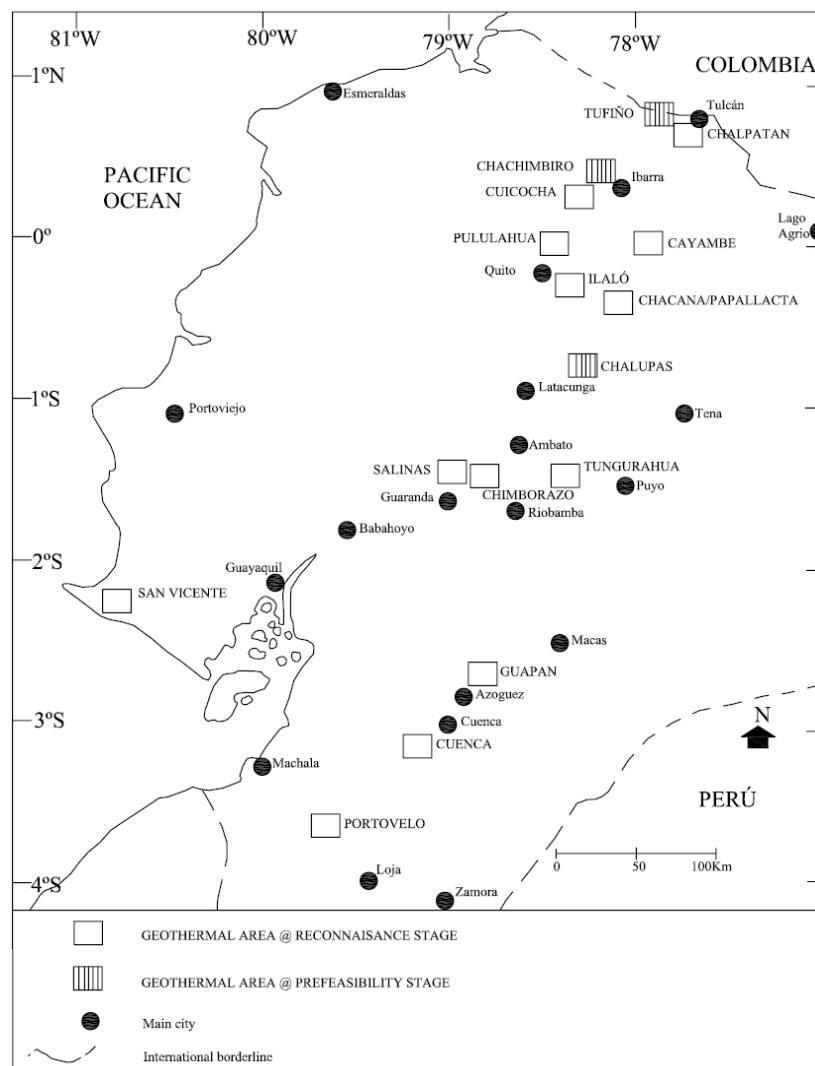 81ºW
80ºW
79ºW
78ºW
1ºN
COLOMBIA
Esmeraldas
TUFIÑO
Tulcán
CHALPATAN
PACIFIC
OCEAN
CHACHIMBIRO
Ibarra
CUICOCHA
Lago
Agrio
0º
PULULAHUA
CAYAMBE
Quito
ILALÓ
CHACANA/PAPALLACTA
CHALUPAS
Latacunga
1ºS
Portoviejo
Tena
Ambato
SALINAS
TUNGURAHUA
Guaranda
CHIMBORAZO
Puyo
Riobamba
Babahoyo
2ºS
Guayaquil
SAN VICENTE
Macas
GUAPAN
Azoguez
3ºS
Cuenca
N
CUENCA
Machala
PERÚ
PORTOVELO
0 50 100Km
Loja
4ºS
Zamora
GEOTHERMAL AREA @ RECONNAISANCE STAGE
GEOTHERMAL AREA @ PREFEASIBILITY STAGE
Main city
International borderline